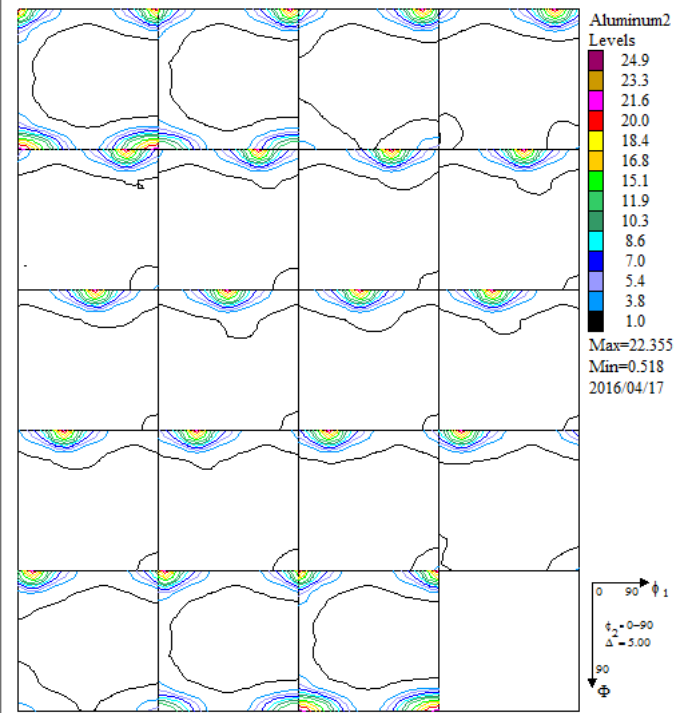 Aluminum2
Levels
24.9
23.3
21.6
20.0
18.4
16.8
15.1
11.9
10.3
8.6
7.0
5.4
3.8
1.0
Max=22.355
Min=0.518
2016/04/17
0 90 ϕ1
ϕ2=0-90
Δ=5.00
90
Φ